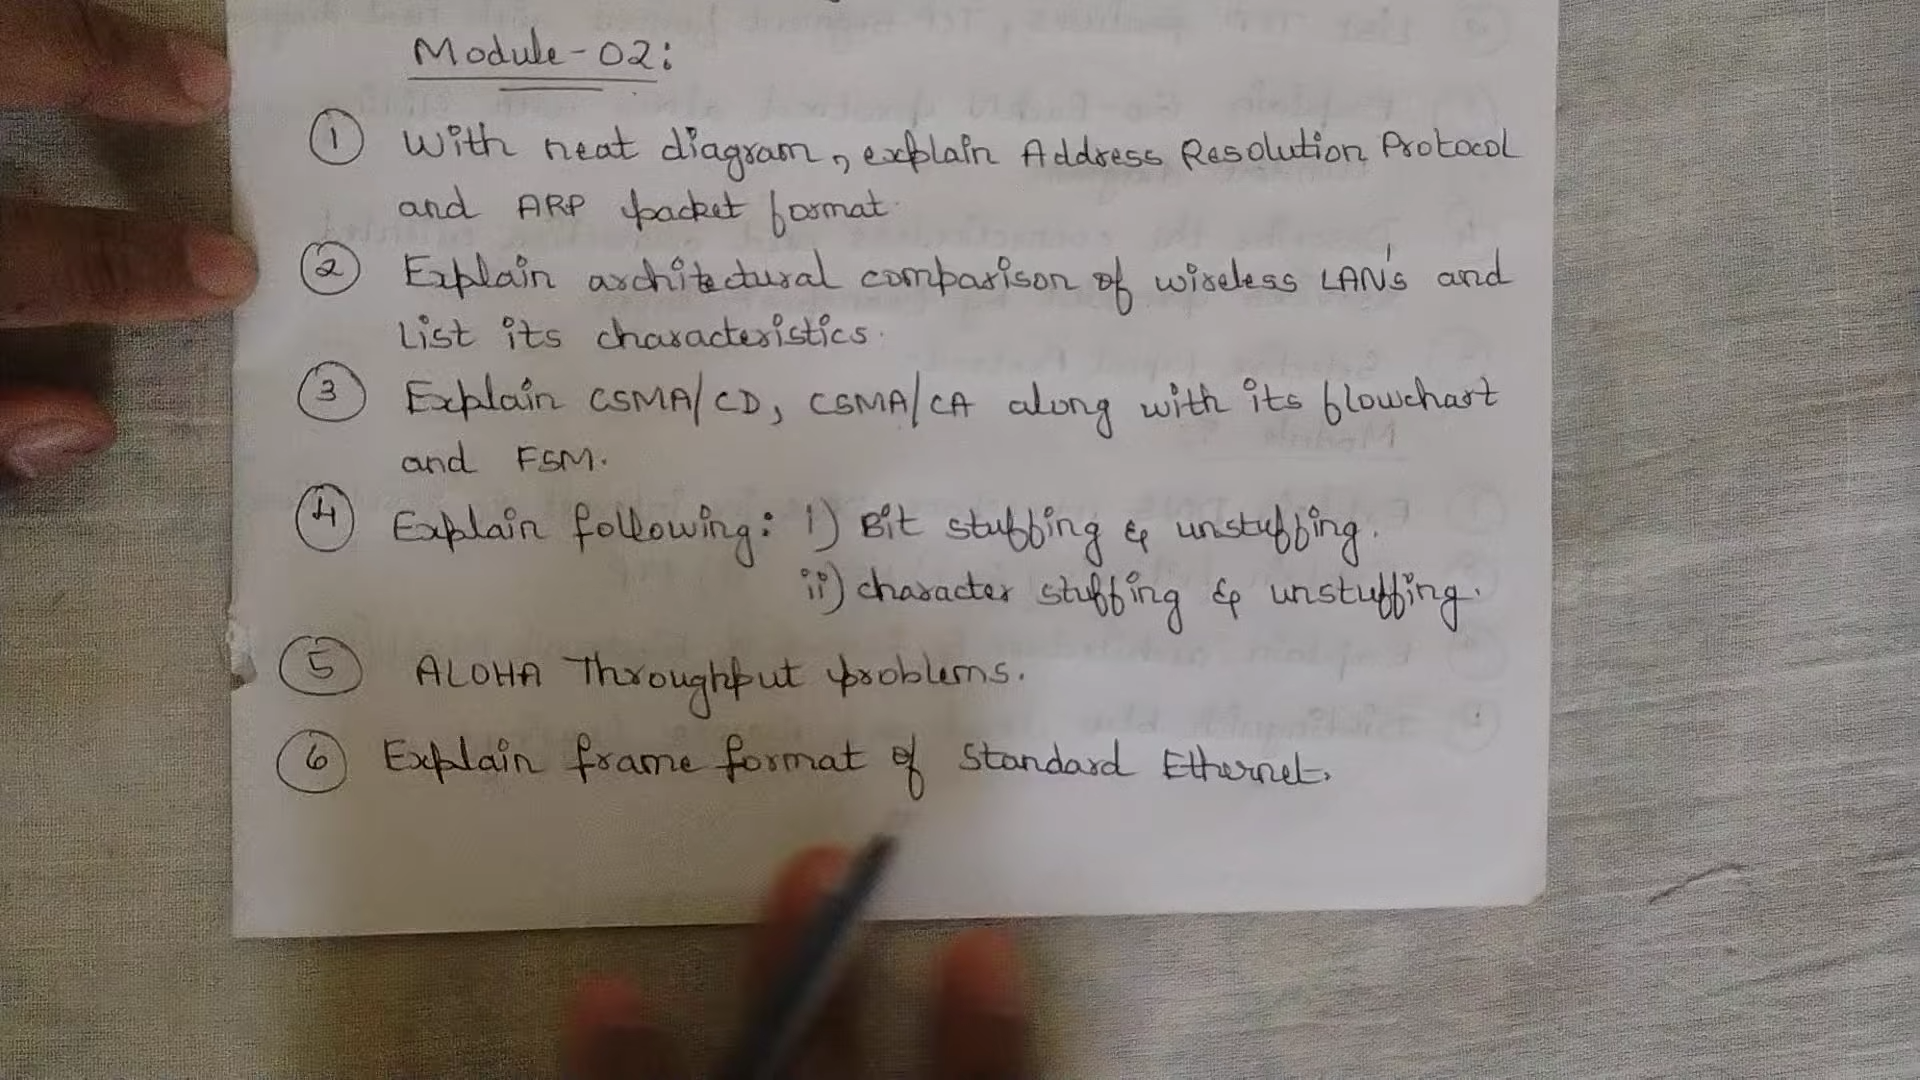 Module-02:
① With neat diagram, explain Address Resolution Protocol
and ARP packet format.
② Explain architectural comparison of wireless LAN's and
List its characteristics.
③ Explain CSMA/CD, CSMA/CA along with its flowchart
and FSM.
④ Explain following: i) Bit stuffing & unstuffing.
ii) character stuffing & unstuffing.
⑤ ALOHA Throughput problems.
⑥ Explain frame format of Standard Ethernet.